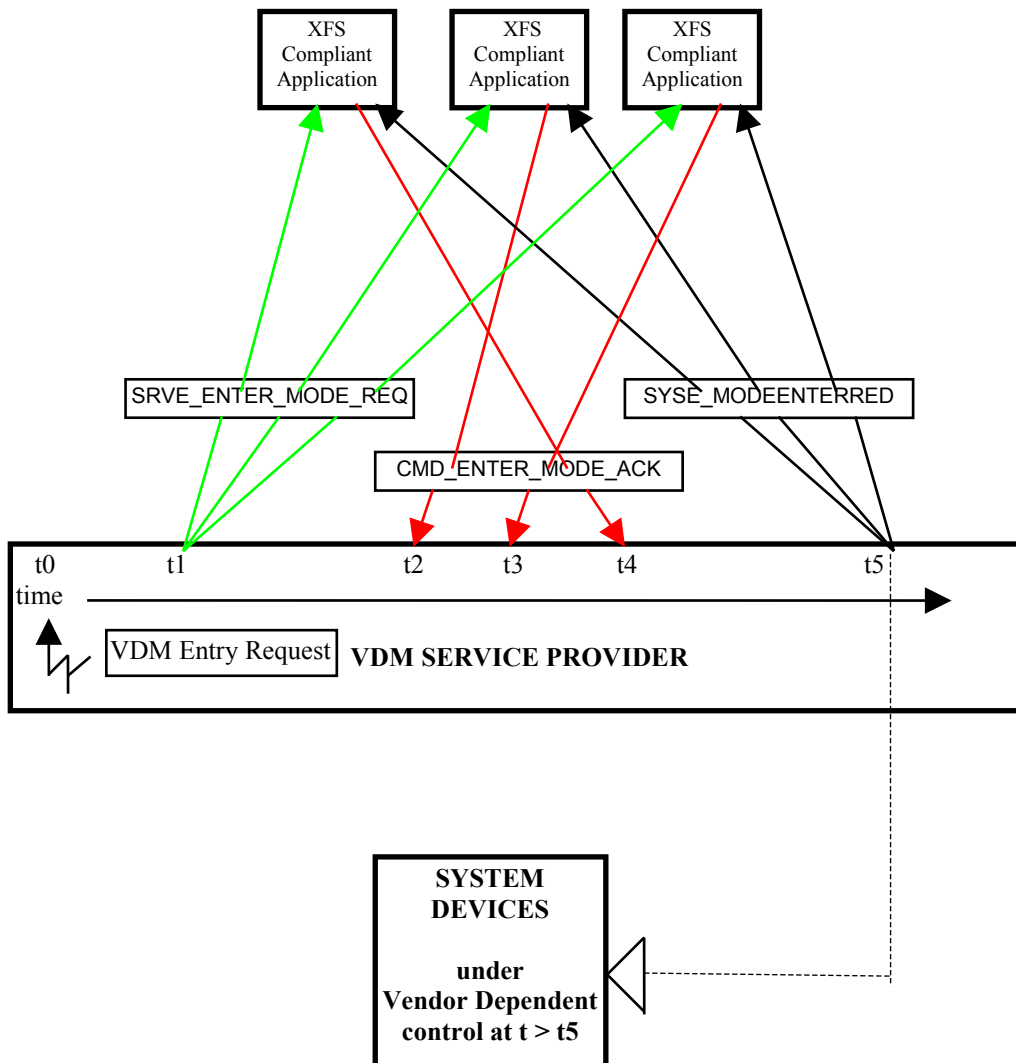 XFS
Compliant
Application
XFS
Compliant
Application
XFS
Compliant
Application
SRVE_ENTER_MODE_REQ
SYSE_MODEENTERRED
CMD_ENTER_MODE_ACK
t0
t1
t2
t3
t4
t5
time
VDM Entry Request
VDM SERVICE PROVIDER
SYSTEM
DEVICES
under
Vendor Dependent
control at t > t5